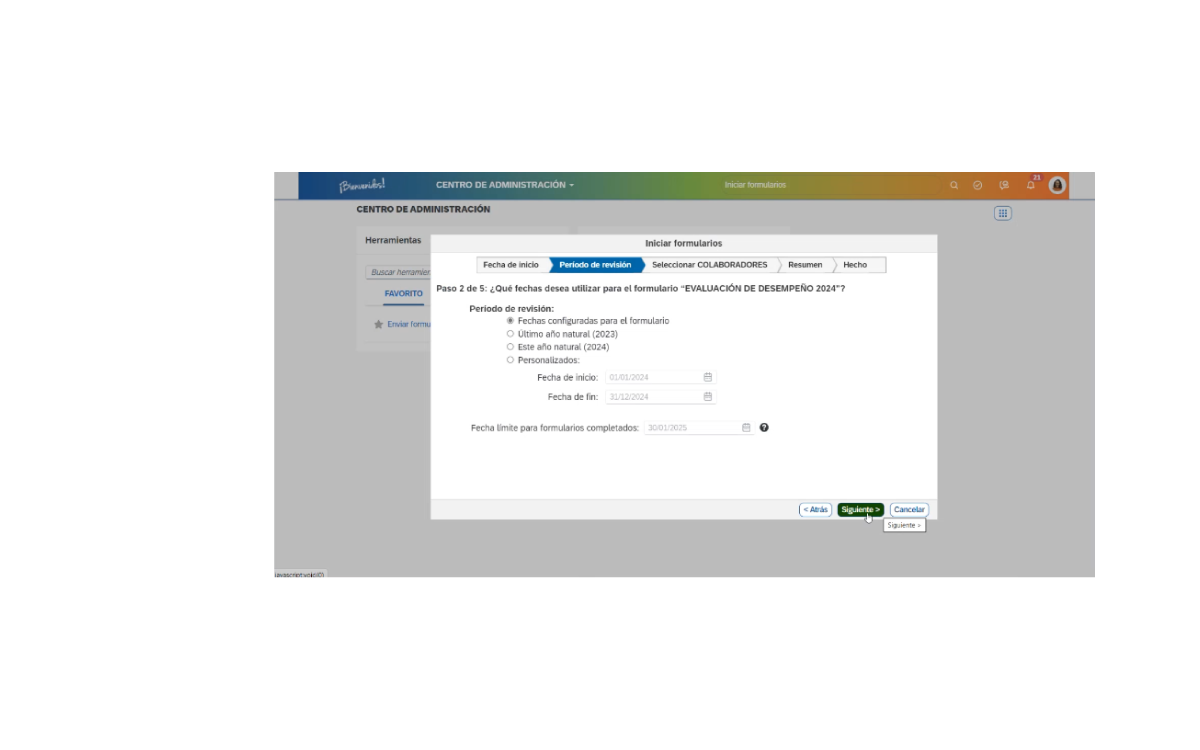 ¡Bienvenidos! CENTRO DE ADMINISTRACIÓN Iniciar formularios 21
CENTRO DE ADMINISTRACIÓN
Herramientas
Buscar herramien
FAVORITO
Enviar formu
Iniciar formularios
Fecha de inicio Periodo de revisión Seleccionar COLABORADORES Resumen Hecho
Paso 2 de 5: ¿Qué fechas desea utilizar para el formulario “EVALUACIÓN DE DESEMPEÑO 2024”?
Periodo de revisión:
Fechas configuradas para el formulario
Último año natural (2023)
Este año natural (2024)
Personalizados:
Fecha de inicio: 01/01/2024
Fecha de fin: 31/12/2024
Fecha límite para formularios completados: 30/01/2025 ?
< Atrás Siguiente > Cancelar
Siguiente >
javascript:void(0)